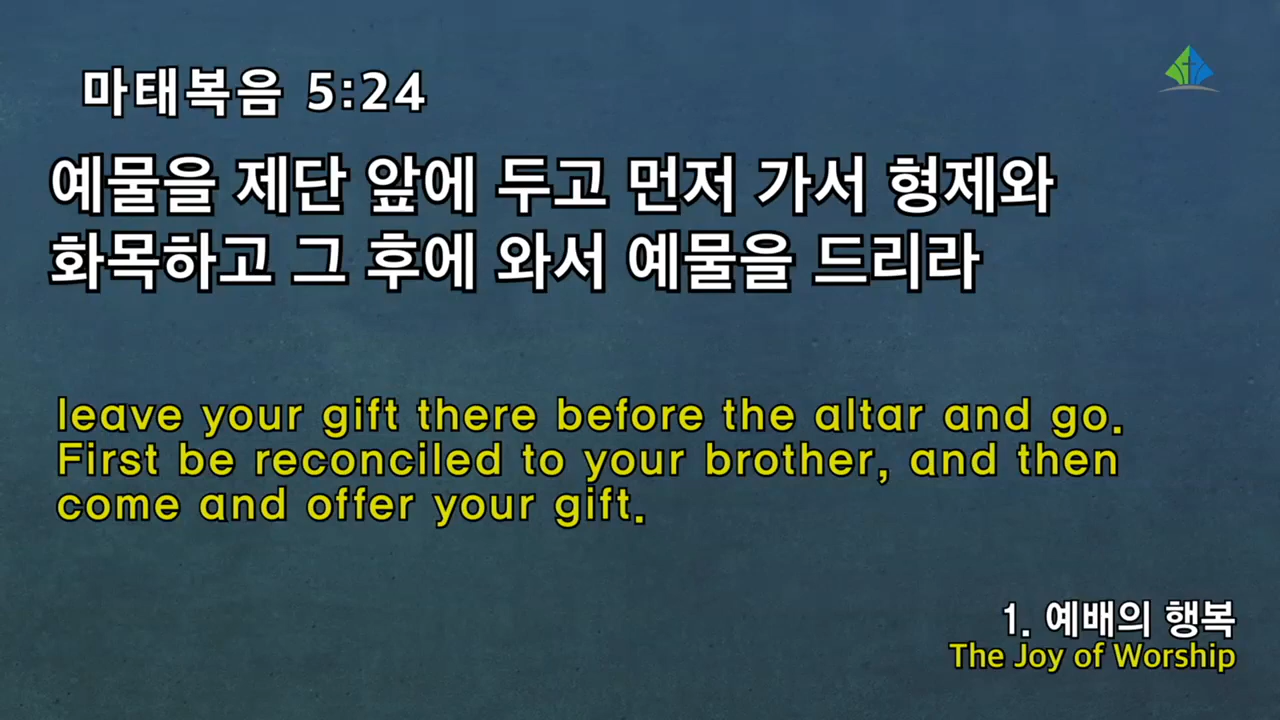 마태복음 5:24
예물을 제단 앞에 두고 먼저 가서 형제와
화목하고 그 후에 와서 예물을 드리라
leave your gift there before the altar and go.
First be reconciled to your brother, and then
come and offer your gift.
1. 예배의 행복
The Joy of Worship